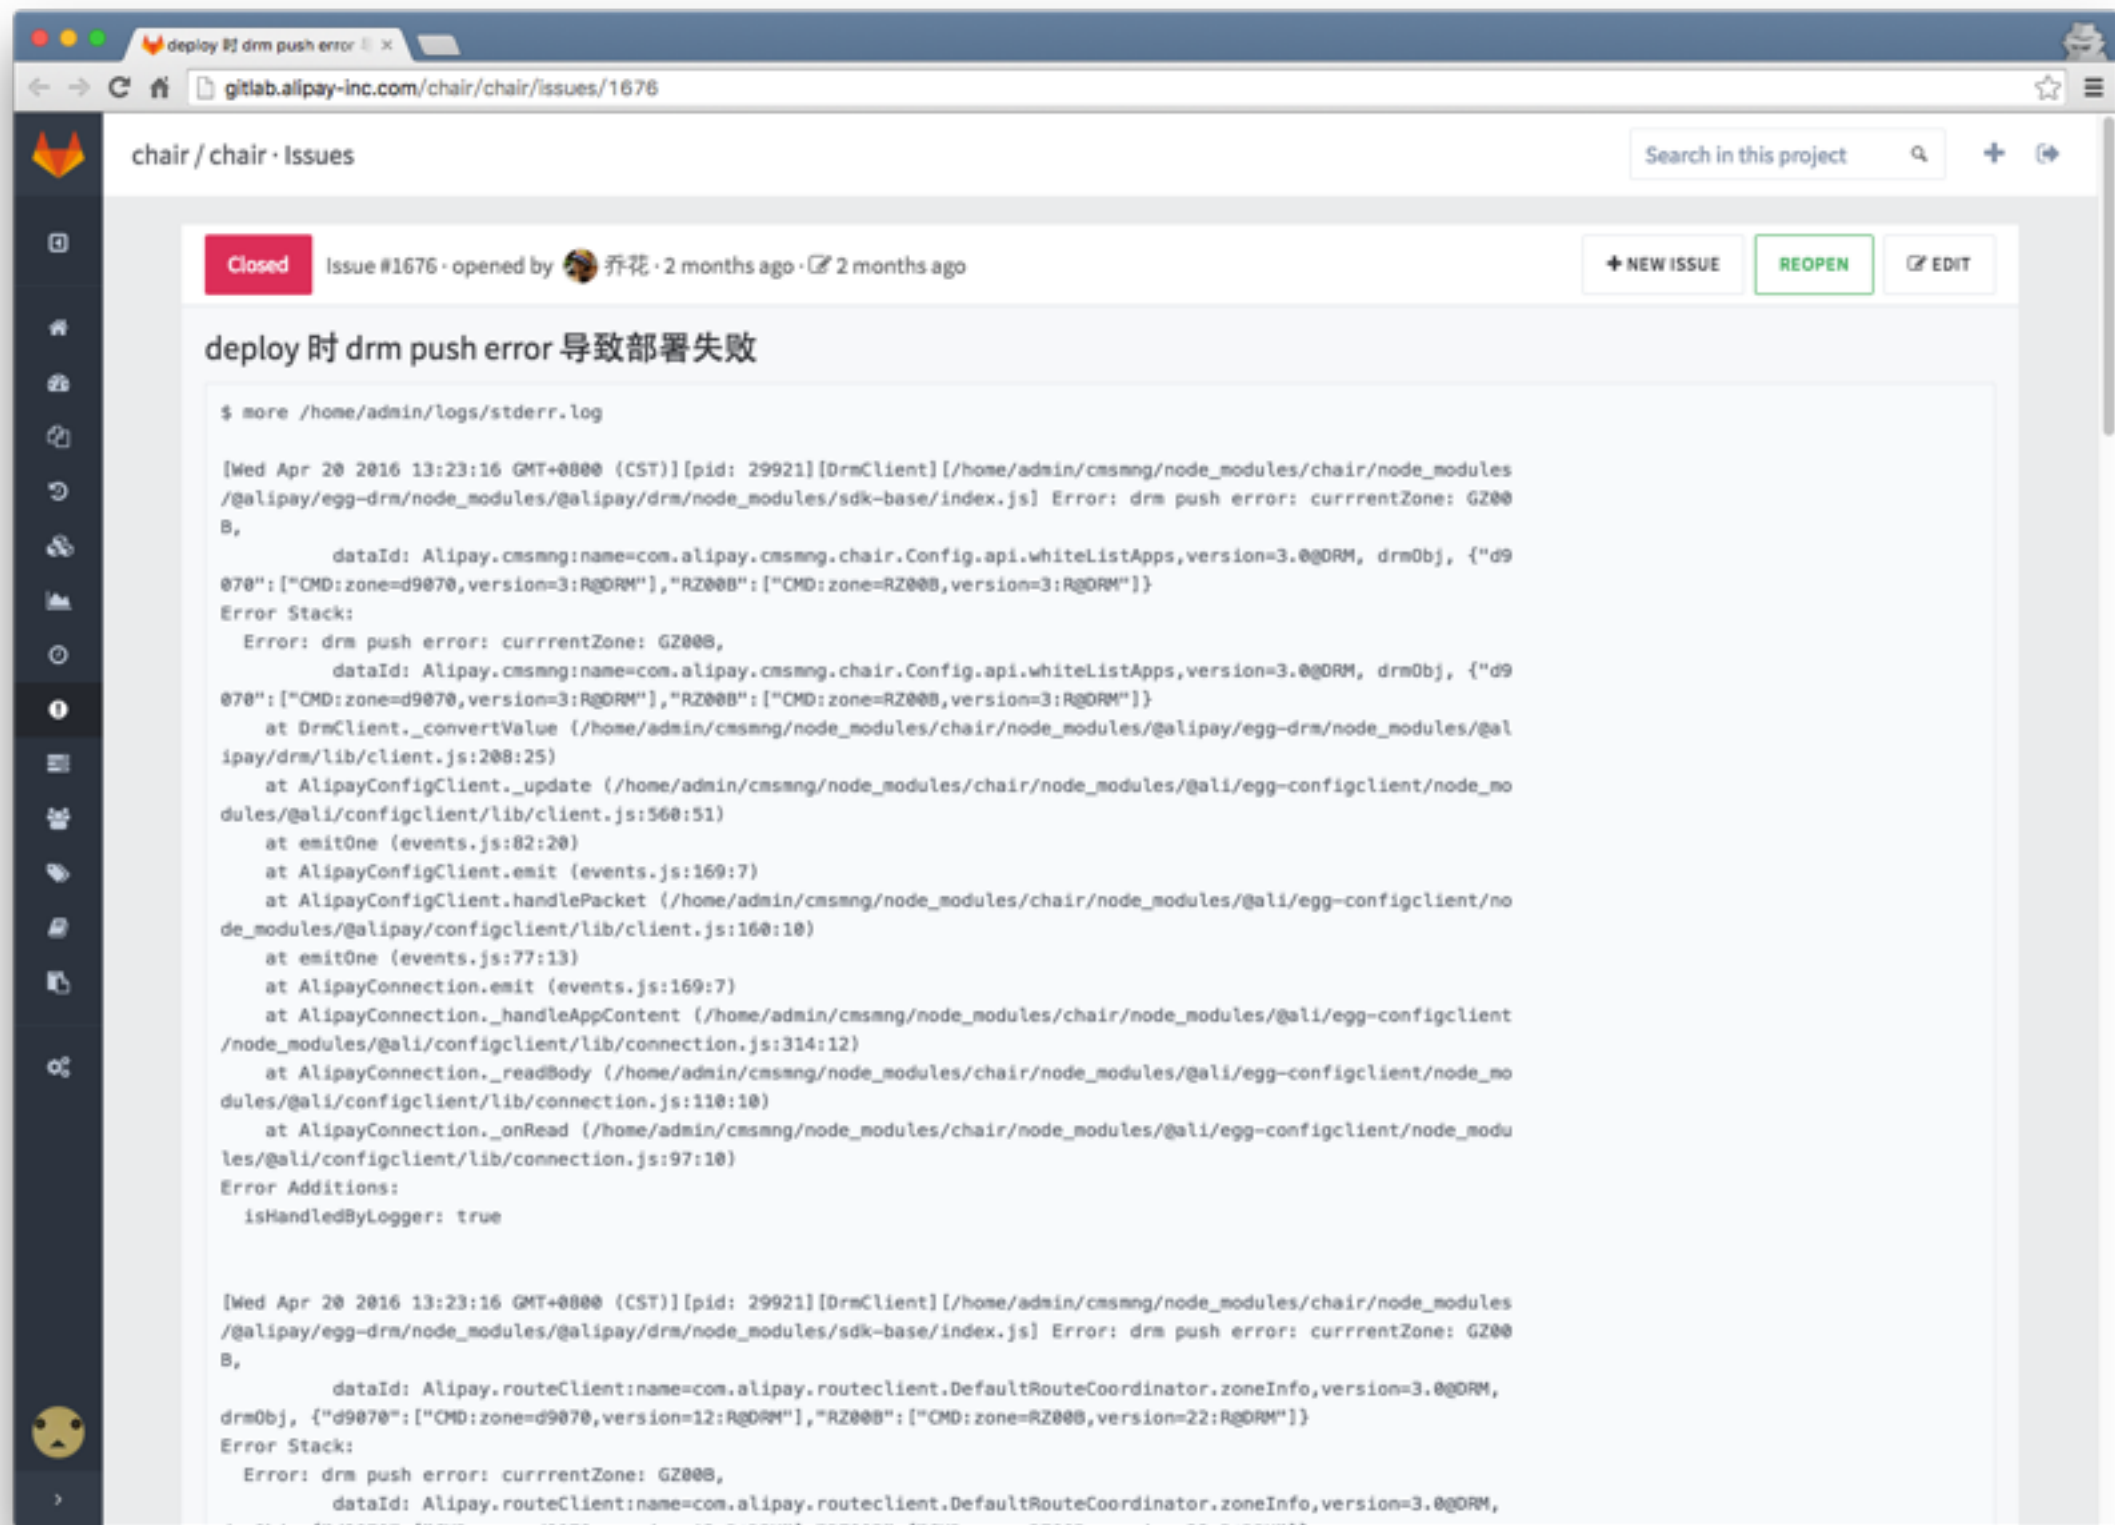 deploy 时 drm push error
gitlab.alipay-inc.com/chair/chair/issues/1676
chair / chair · Issues
Search in this project
Closed
Issue #1676 · opened by 乔花 · 2 months ago · 2 months ago
NEW ISSUE
REOPEN
EDIT
deploy 时 drm push error 导致部署失败
$ more /home/admin/logs/stderr.log
[Wed Apr 20 2016 13:23:16 GMT+0800 (CST)][pid: 29921][DrmClient][/home/admin/cmsmng/node_modules/chair/node_modules
/@alipay/egg-drm/node_modules/@alipay/drm/node_modules/sdk-base/index.js] Error: drm push error: currrentZone: GZ00
B,
dataId: Alipay.cmsmng:name=com.alipay.cmsmng.chair.Config.api.whiteListApps,version=3.0@DRM, drmObj, {"d9
070":["CMD:zone=d9070,version=3:R@DRM"],"RZ00B":["CMD:zone=RZ00B,version=3:R@DRM"]}
Error Stack:
Error: drm push error: currrentZone: GZ00B,
dataId: Alipay.cmsmng:name=com.alipay.cmsmng.chair.Config.api.whiteListApps,version=3.0@DRM, drmObj, {"d9
070":["CMD:zone=d9070,version=3:R@DRM"],"RZ00B":["CMD:zone=RZ00B,version=3:R@DRM"]}
at DrmClient._convertValue (/home/admin/cmsmng/node_modules/chair/node_modules/@alipay/egg-drm/node_modules/@al
ipay/drm/lib/client.js:208:25)
at AlipayConfigClient._update (/home/admin/cmsmng/node_modules/chair/node_modules/@ali/egg-configclient/node_mo
dules/@ali/configclient/lib/client.js:560:51)
at emitOne (events.js:82:20)
at AlipayConfigClient.emit (events.js:169:7)
at AlipayConfigClient.handlePacket (/home/admin/cmsmng/node_modules/chair/node_modules/@ali/egg-configclient/no
de_modules/@alipay/configclient/lib/client.js:160:10)
at emitOne (events.js:77:13)
at AlipayConnection.emit (events.js:169:7)
at AlipayConnection._handleAppContent (/home/admin/cmsmng/node_modules/chair/node_modules/@ali/egg-configclient
/node_modules/@ali/configclient/lib/connection.js:314:12)
at AlipayConnection._readBody (/home/admin/cmsmng/node_modules/chair/node_modules/@ali/egg-configclient/node_mo
dules/@ali/configclient/lib/connection.js:110:10)
at AlipayConnection._onRead (/home/admin/cmsmng/node_modules/chair/node_modules/@ali/egg-configclient/node_modu
les/@ali/configclient/lib/connection.js:97:10)
Error Additions:
isHandledByLogger: true
[Wed Apr 20 2016 13:23:16 GMT+0800 (CST)][pid: 29921][DrmClient][/home/admin/cmsmng/node_modules/chair/node_modules
/@alipay/egg-drm/node_modules/@alipay/drm/node_modules/sdk-base/index.js] Error: drm push error: currrentZone: GZ00
B,
dataId: Alipay.routeClient:name=com.alipay.routeclient.DefaultRouteCoordinator.zoneInfo,version=3.0@DRM,
drmObj, {"d9070":["CMD:zone=d9070,version=12:R@DRM"],"RZ00B":["CMD:zone=RZ00B,version=22:R@DRM"]}
Error Stack:
Error: drm push error: currrentZone: GZ00B,
dataId: Alipay.routeClient:name=com.alipay.routeclient.DefaultRouteCoordinator.zoneInfo,version=3.0@DRM,